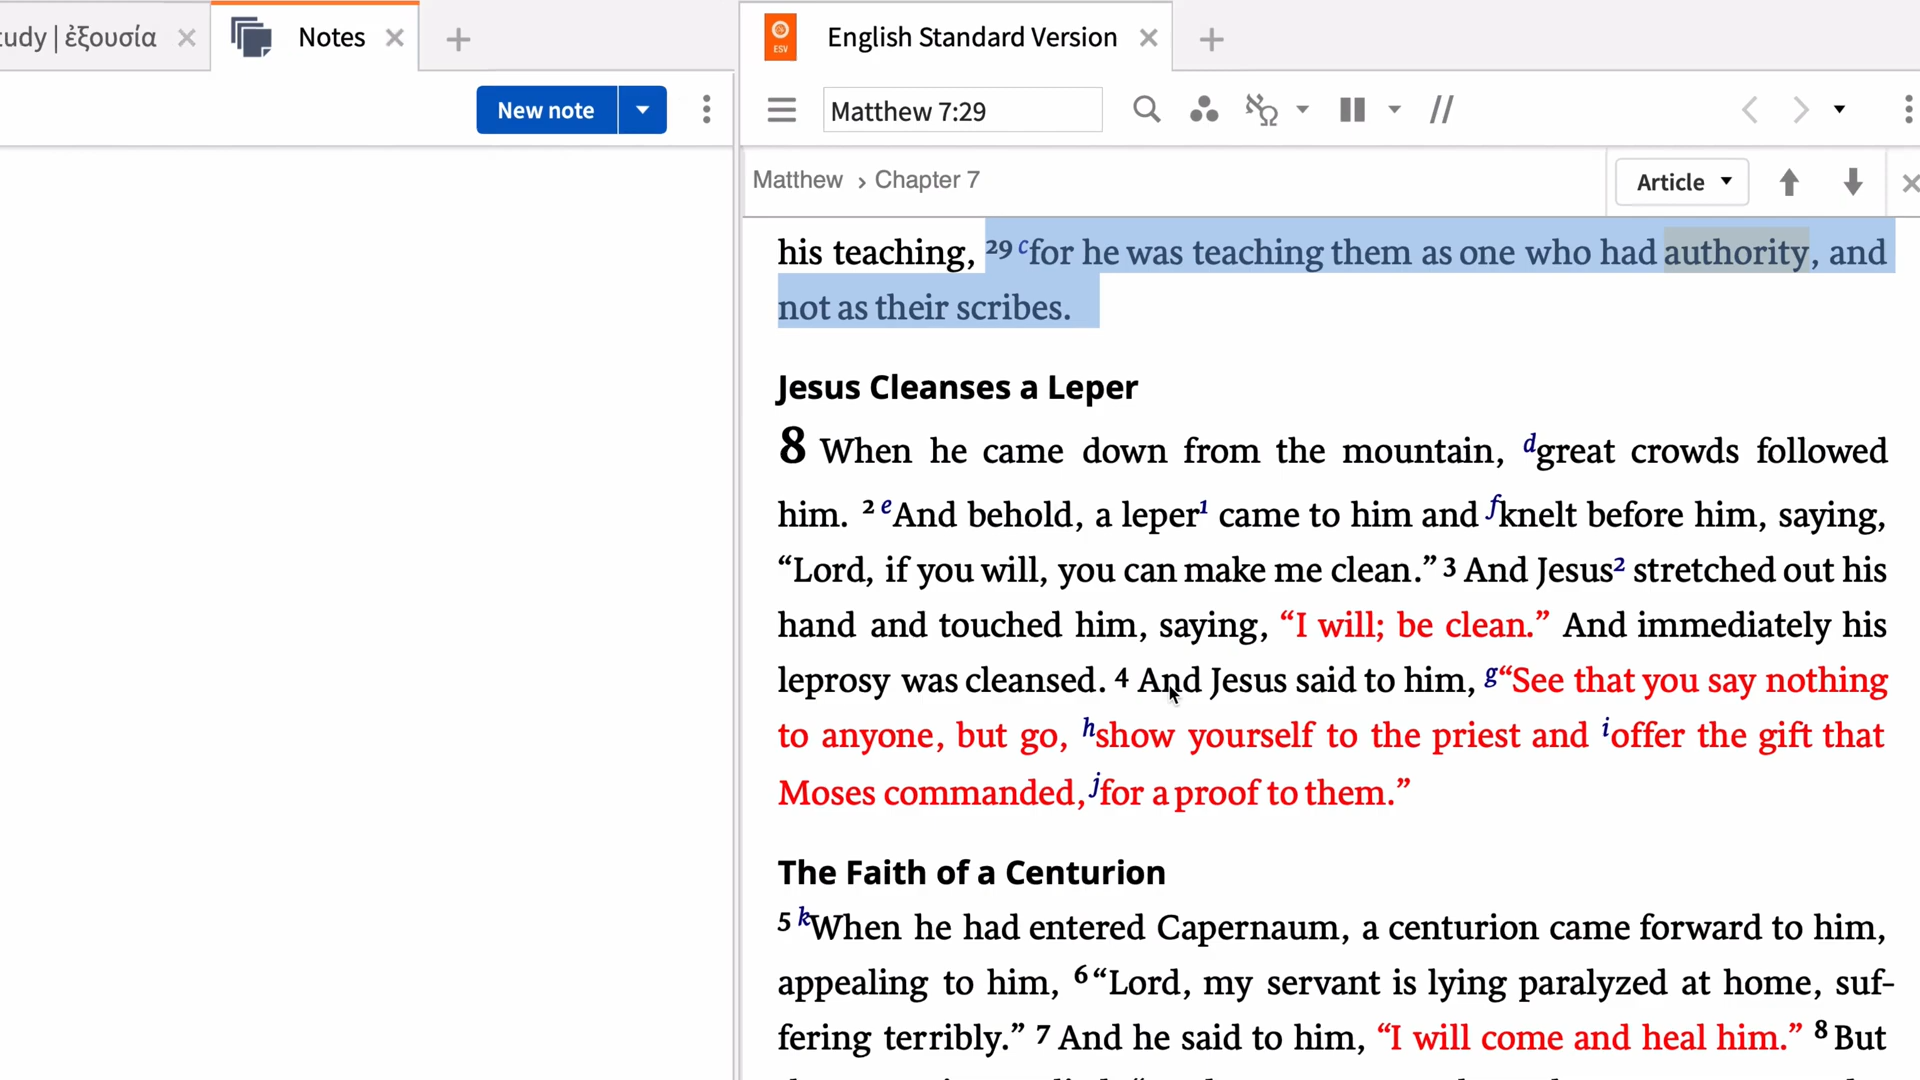 tudy | ἐξουσία
Notes
English Standard Version
ESV
New note
Matthew 7:29
Matthew › Chapter 7
Article
his teaching, 29 c for he was teaching them as one who had authority, and
not as their scribes.
Jesus Cleanses a Leper
8 When he came down from the mountain, d great crowds followed
him. 2 e And behold, a leper1 came to him and f knelt before him, saying,
“Lord, if you will, you can make me clean.” 3 And Jesus2 stretched out his
hand and touched him, saying, “I will; be clean.” And immediately his
leprosy was cleansed. 4 And Jesus said to him, g “See that you say nothing
to anyone, but go, h show yourself to the priest and i offer the gift that
Moses commanded, j for a proof to them.”
The Faith of a Centurion
5 k When he had entered Capernaum, a centurion came forward to him,
appealing to him, 6 “Lord, my servant is lying paralyzed at home, suf-
fering terribly.” 7 And he said to him, “I will come and heal him.” 8 But